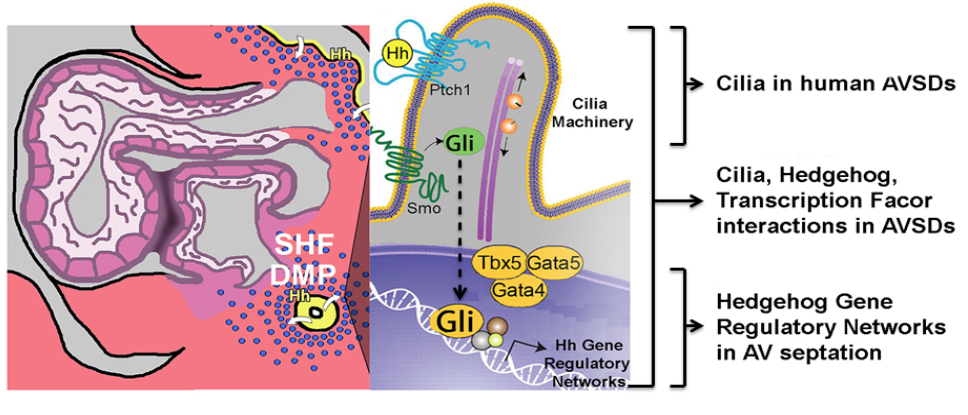 Hh
Hh
Ptch1
Cilia
Machinery
Gli
Smo
SHF
DMP
Hh
Tbx5 Gata5
Gata4
Gli
Hh Gene
Regulatory
Networks
Cilia in human AVSDs
Cilia, Hedgehog,
Transcription Facor
interactions in AVSDs
Hedgehog Gene
Regulatory Networks
in AV septation